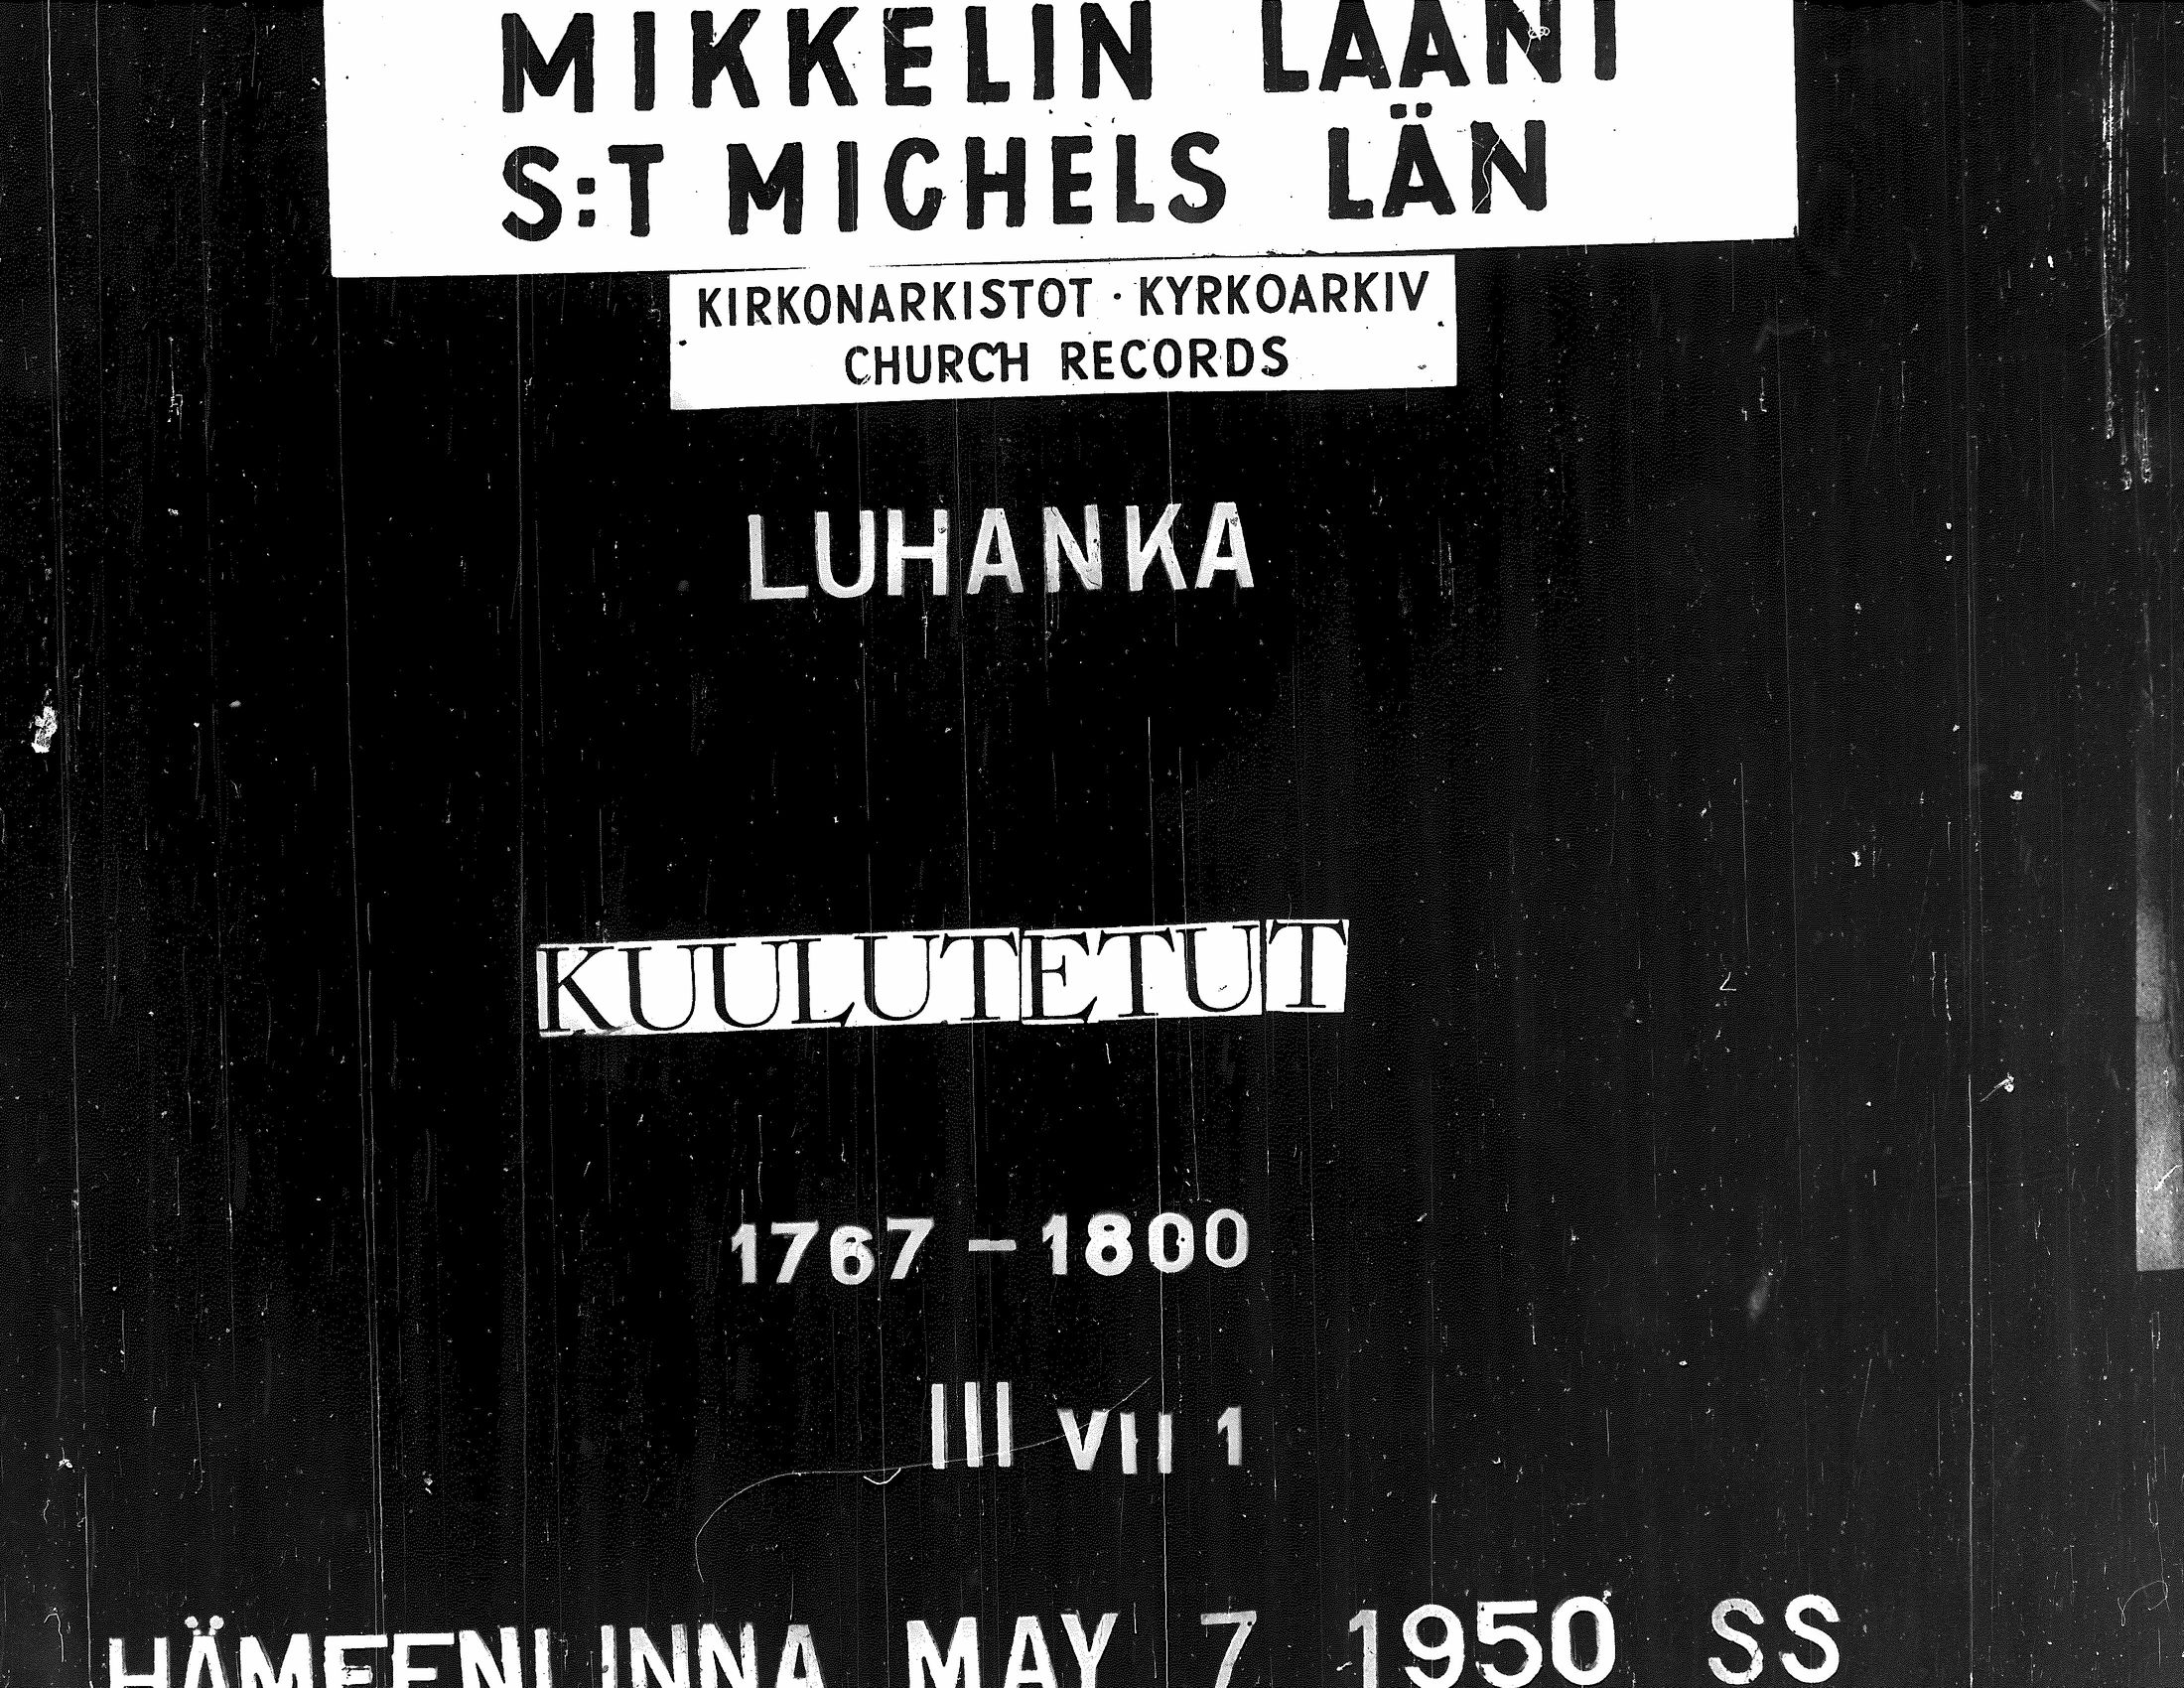 MIKKELIN LÄÄNI
S:T MICHELS LÄN
KIRKONARKISTOT · KYRKOARKIV
CHURCH RECORDS
LUHANKA
KUULUTETUT
1767 – 1800
III VII 1
HÄMEENLINNA MAY 7 1950 SS